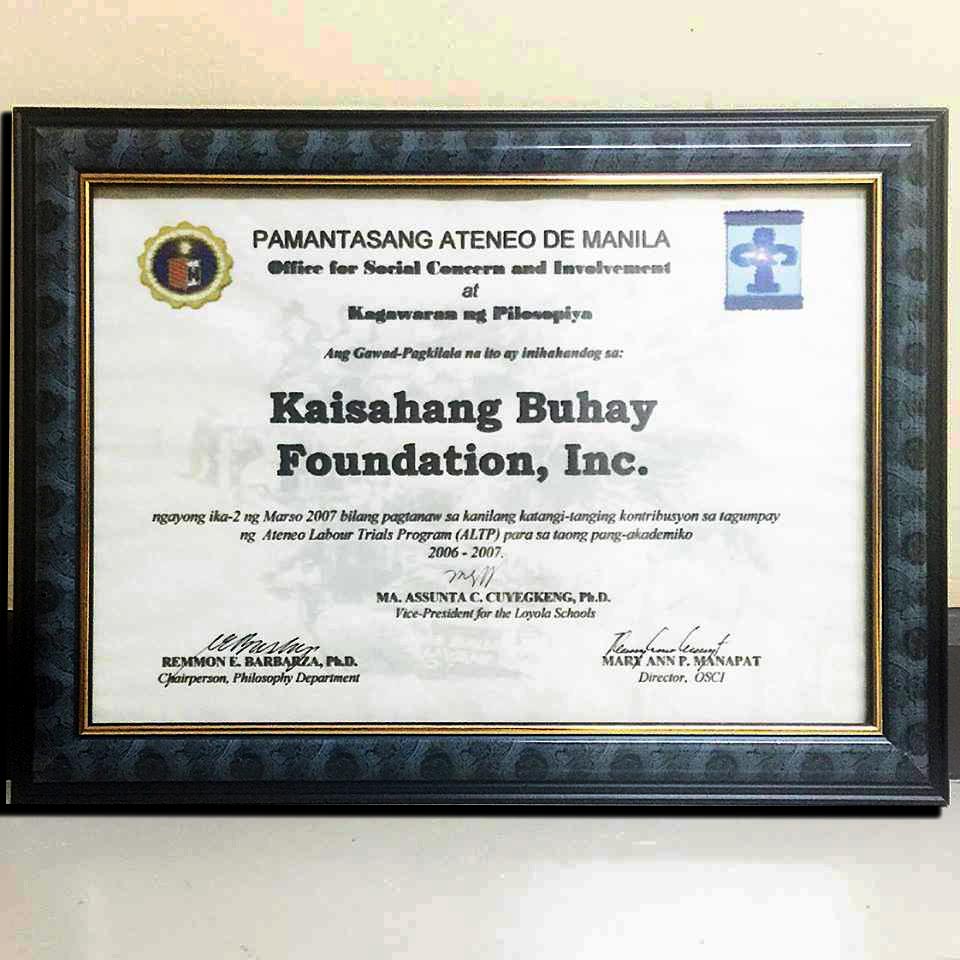 PAMANTASANG ATENEO DE MANILA
Office for Social Concern and Involvement
at
Kagawaran ng Pilosopiya
Ang Gawad-Pagkilala na ito ay inihahandog sa:
Kaisahang Buhay
Foundation, Inc.
ngayong ika-2 ng Marso 2007 bilang pagtanaw sa kanilang katangi-tanging kontribusyon sa tagumpay
ng Ateneo Labour Trials Program (ALTP) para sa taong pang-akademiko
2006 - 2007.
MA. ASSUNTA C. CUYEGKENG, Ph.D.
Vice-President for the Loyola Schools
REMMON E. BARBARZA, Ph.D.
Chairperson, Philosophy Department
MARY ANN P. MANAPAT
Director, OSCI